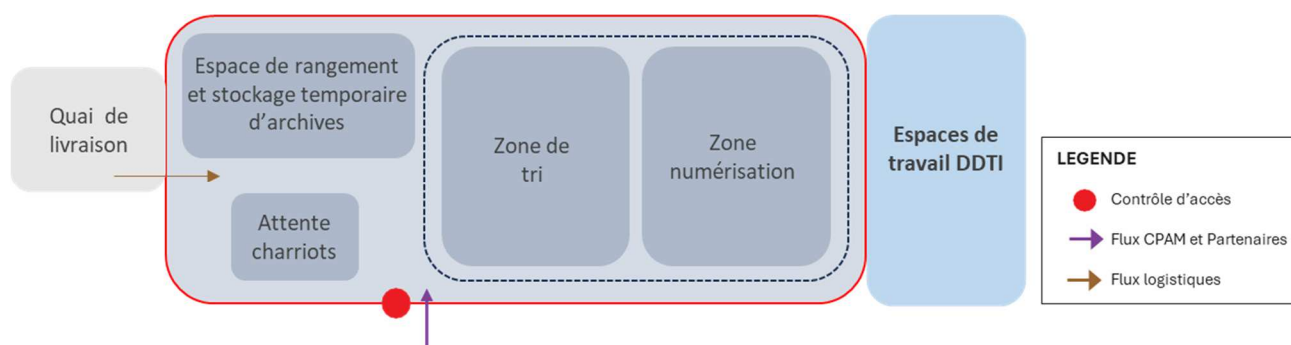 Quai de
livraison
Espace de rangement
et stockage temporaire
d'archives
Attente
charriots
Zone de
tri
Zone
numérisation
Espaces de
travail DDTI
LEGENDE
Contrôle d'accès
Flux CPAM et Partenaires
Flux logistiques